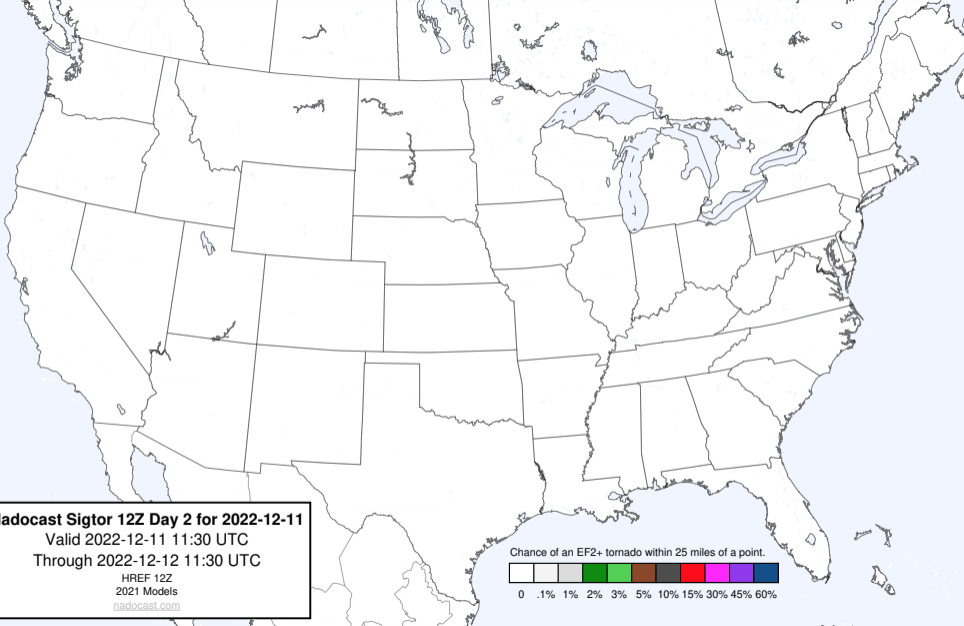 adocast Sigtor 12Z Day 2 for 2022-12-11
Valid 2022-12-11 11:30 UTC
Through 2022-12-12 11:30 UTC
HREF 12Z
2021 Models
nadocast.com
Chance of an EF2+ tornado within 25 miles of a point.
0 .1% 1% 2% 3% 5% 10% 15% 30% 45% 60%